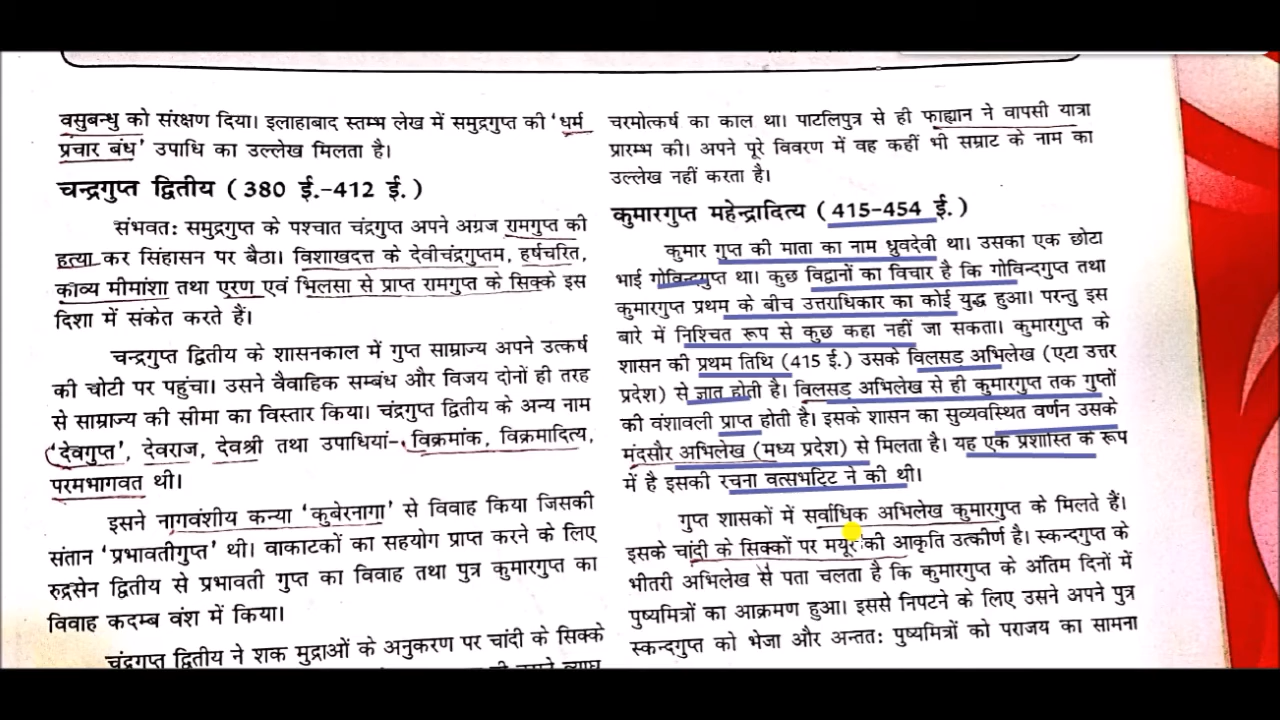 वसुबन्धु को संरक्षण दिया। इलाहाबाद स्तम्भ लेख में समुद्रगुप्त की 'धर्म
प्रचार बंध' उपाधि का उल्लेख मिलता है।
चन्द्रगुप्त द्वितीय (380 ई.-412 ई.)
संभवतः समुद्रगुप्त के पश्चात चंद्रगुप्त अपने अग्रज रामगुप्त की
हत्या कर सिंहासन पर बैठा। विशाखदत्त के देवीचंद्रगुप्तम, हर्षचरित,
काव्य मीमांशा तथा एरण एवं भिलसा से प्राप्त रामगुप्त के सिक्के इस
दिशा में संकेत करते हैं।
चन्द्रगुप्त द्वितीय के शासनकाल में गुप्त साम्राज्य अपने उत्कर्ष
की चोटी पर पहुंचा। उसने वैवाहिक सम्बंध और विजय दोनों ही तरह
से साम्राज्य की सीमा का विस्तार किया। चंद्रगुप्त द्वितीय के अन्य नाम
'देवगुप्त', देवराज, देवश्री तथा उपाधियां- विक्रमांक, विक्रमादित्य,
परमभागवत थी।
इसने नागवंशीय कन्या 'कुबेरनागा' से विवाह किया जिसकी
संतान 'प्रभावतीगुप्त' थी। वाकाटकों का सहयोग प्राप्त करने के लिए
रुद्रसेन द्वितीय से प्रभावती गुप्त का विवाह तथा पुत्र कुमारगुप्त का
विवाह कदम्ब वंश में किया।
चंद्रगुप्त द्वितीय ने शक मुद्राओं के अनुकरण पर चांदी के सिक्के
चरमोत्कर्ष का काल था। पाटलिपुत्र से ही फाह्यान ने वापसी यात्रा
प्रारम्भ की। अपने पूरे विवरण में वह कहीं भी सम्राट के नाम का
उल्लेख नहीं करता है।
कुमारगुप्त महेन्द्रादित्य (415-454 ई.)
कुमार गुप्त की माता का नाम ध्रुवदेवी था। उसका एक छोटा
भाई गोविन्दगुप्त था। कुछ विद्वानों का विचार है कि गोविन्दगुप्त तथा
कुमारगुप्त प्रथम के बीच उत्तराधिकार का कोई युद्ध हुआ। परन्तु इस
बारे में निश्चित रूप से कुछ कहा नहीं जा सकता। कुमारगुप्त के
शासन की प्रथम तिथि (415 ई.) उसके विलसड़ अभिलेख (एटा उत्तर
प्रदेश) से ज्ञात होती है। विलसड़ अभिलेख से ही कुमारगुप्त तक गुप्तों
की वंशावली प्राप्त होती है। इसके शासन का सुव्यवस्थित वर्णन उसके
मंदसौर अभिलेख (मध्य प्रदेश) से मिलता है। यह एक प्रशास्ति के रूप
में है इसकी रचना वत्सभट्टि ने की थी।
गुप्त शासकों में सर्वाधिक अभिलेख कुमारगुप्त के मिलते हैं।
इसके चांदी के सिक्कों पर मयूर की आकृति उत्कीर्ण है। स्कन्दगुप्त के
भीतरी अभिलेख से पता चलता है कि कुमारगुप्त के अंतिम दिनों में
पुष्यमित्रों का आक्रमण हुआ। इससे निपटने के लिए उसने अपने पुत्र
स्कन्दगुप्त को भेजा और अन्ततः पुष्यमित्रों को पराजय का सामना